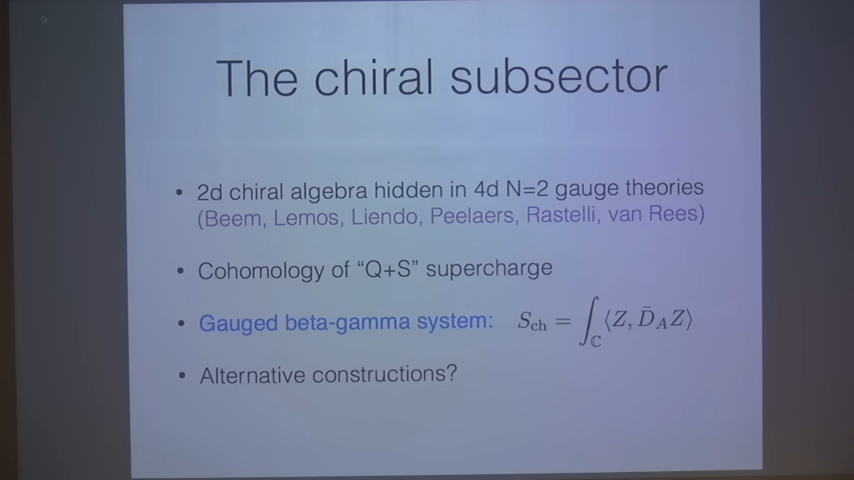 The chiral subsector
• 2d chiral algebra hidden in 4d N=2 gauge theories
(Beem, Lemos, Liendo, Peelaers, Rastelli, van Rees)
• Cohomology of “Q+S” supercharge
• Gauged beta-gamma system: $S_{\mathrm{ch}} = \int_{\mathbb{C}} \langle Z, \bar{D}_A Z \rangle$
• Alternative constructions?